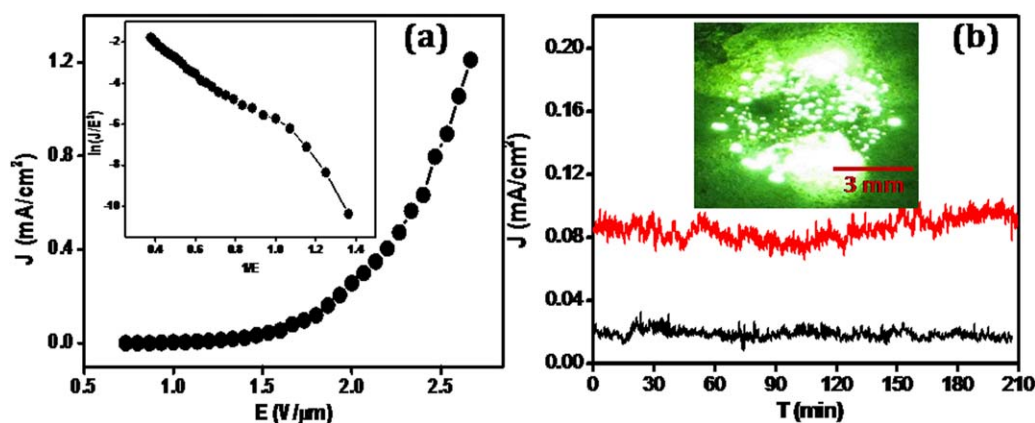 (a)
J (mA/cm²)
1.2
0.8
0.4
0.0
0.5 1.0 1.5 2.0 2.5
E (V/µm)
ln(J/E²)
-2
-4
-6
-8
-10
0.4 0.6 0.8 1.0 1.2 1.4
1/E
(b)
J (mA/cm²)
0.20
0.16
0.12
0.08
0.04
0.00
0 30 60 90 120 150 180 210
T (min)
3 mm